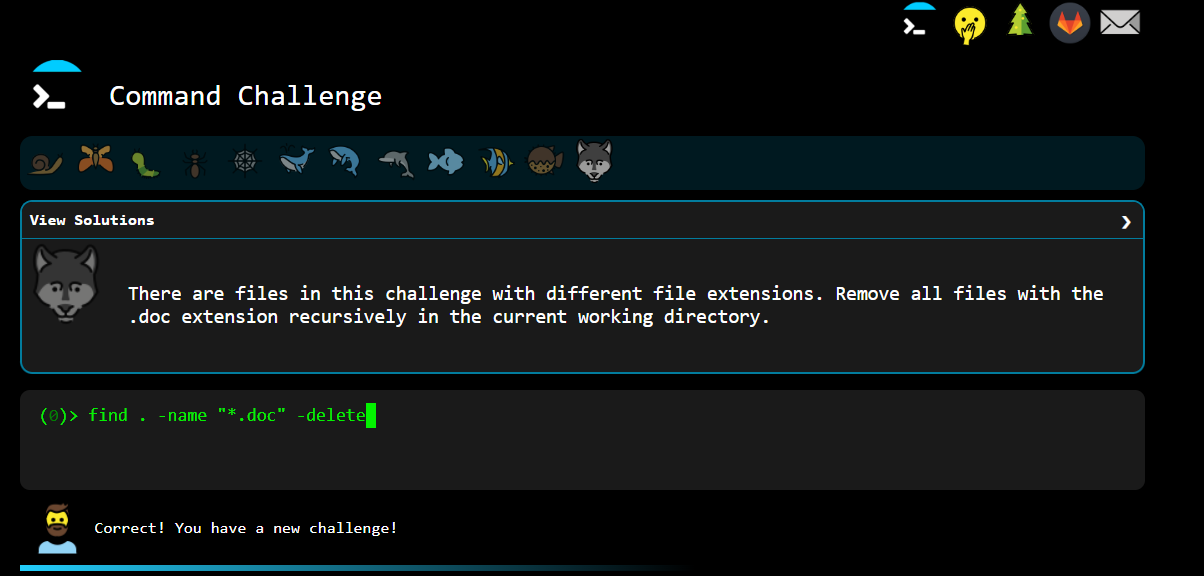 Command Challenge
View Solutions
There are files in this challenge with different file extensions. Remove all files with the
.doc extension recursively in the current working directory.
(0)> find . -name "*.doc" -delete
Correct! You have a new challenge!